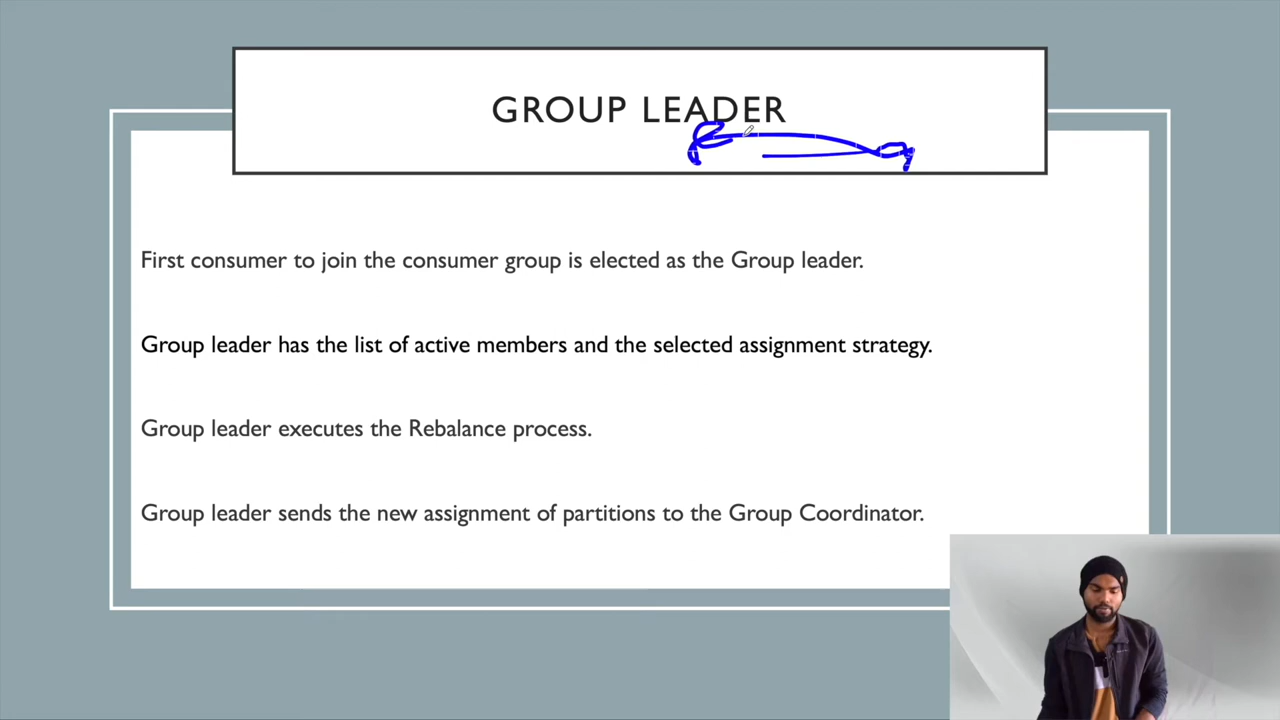 GROUP LEADER
First consumer to join the consumer group is elected as the Group leader.
Group leader has the list of active members and the selected assignment strategy.
Group leader executes the Rebalance process.
Group leader sends the new assignment of partitions to the Group Coordinator.